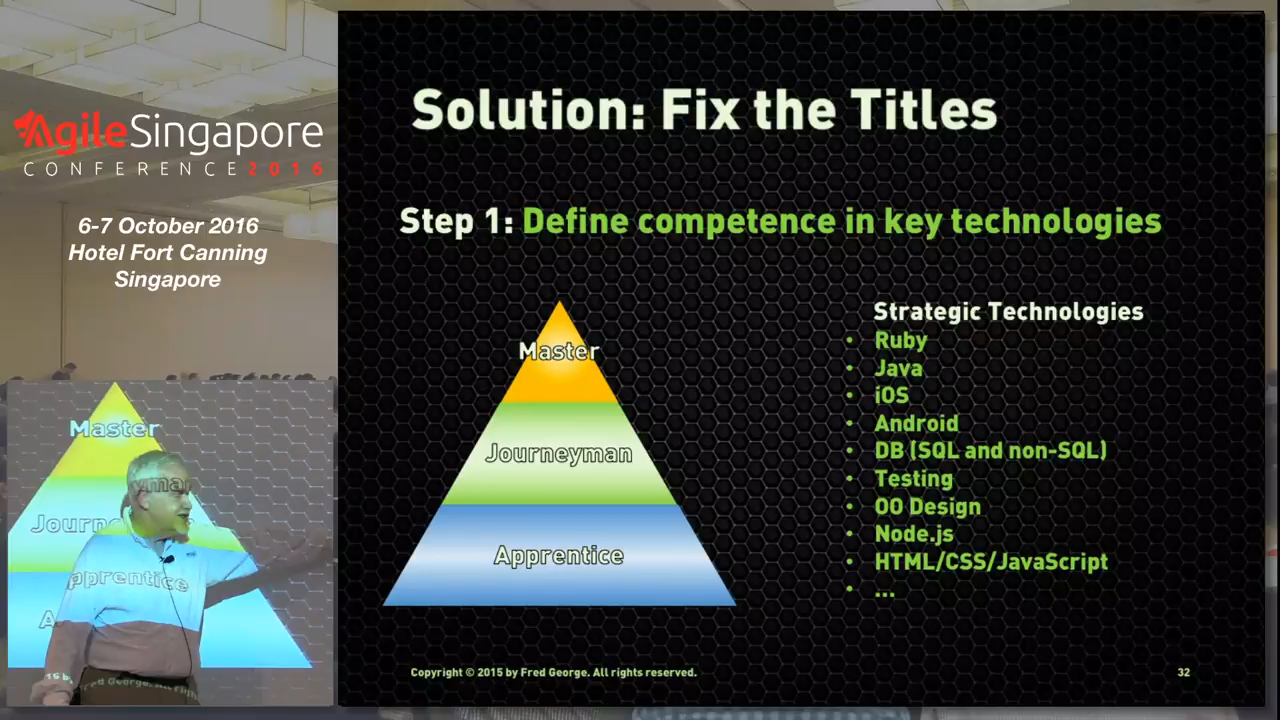 AgileSingapore
CONFERENCE 2016
6-7 October 2016
Hotel Fort Canning
Singapore
Solution: Fix the Titles
Step 1: Define competence in key technologies
Master
Journeyman
Apprentice
Strategic Technologies
• Ruby
• Java
• iOS
• Android
• DB (SQL and non-SQL)
• Testing
• OO Design
• Node.js
• HTML/CSS/JavaScript
• ...
Copyright © 2015 by Fred George. All rights reserved.
32
Master
Apprentice